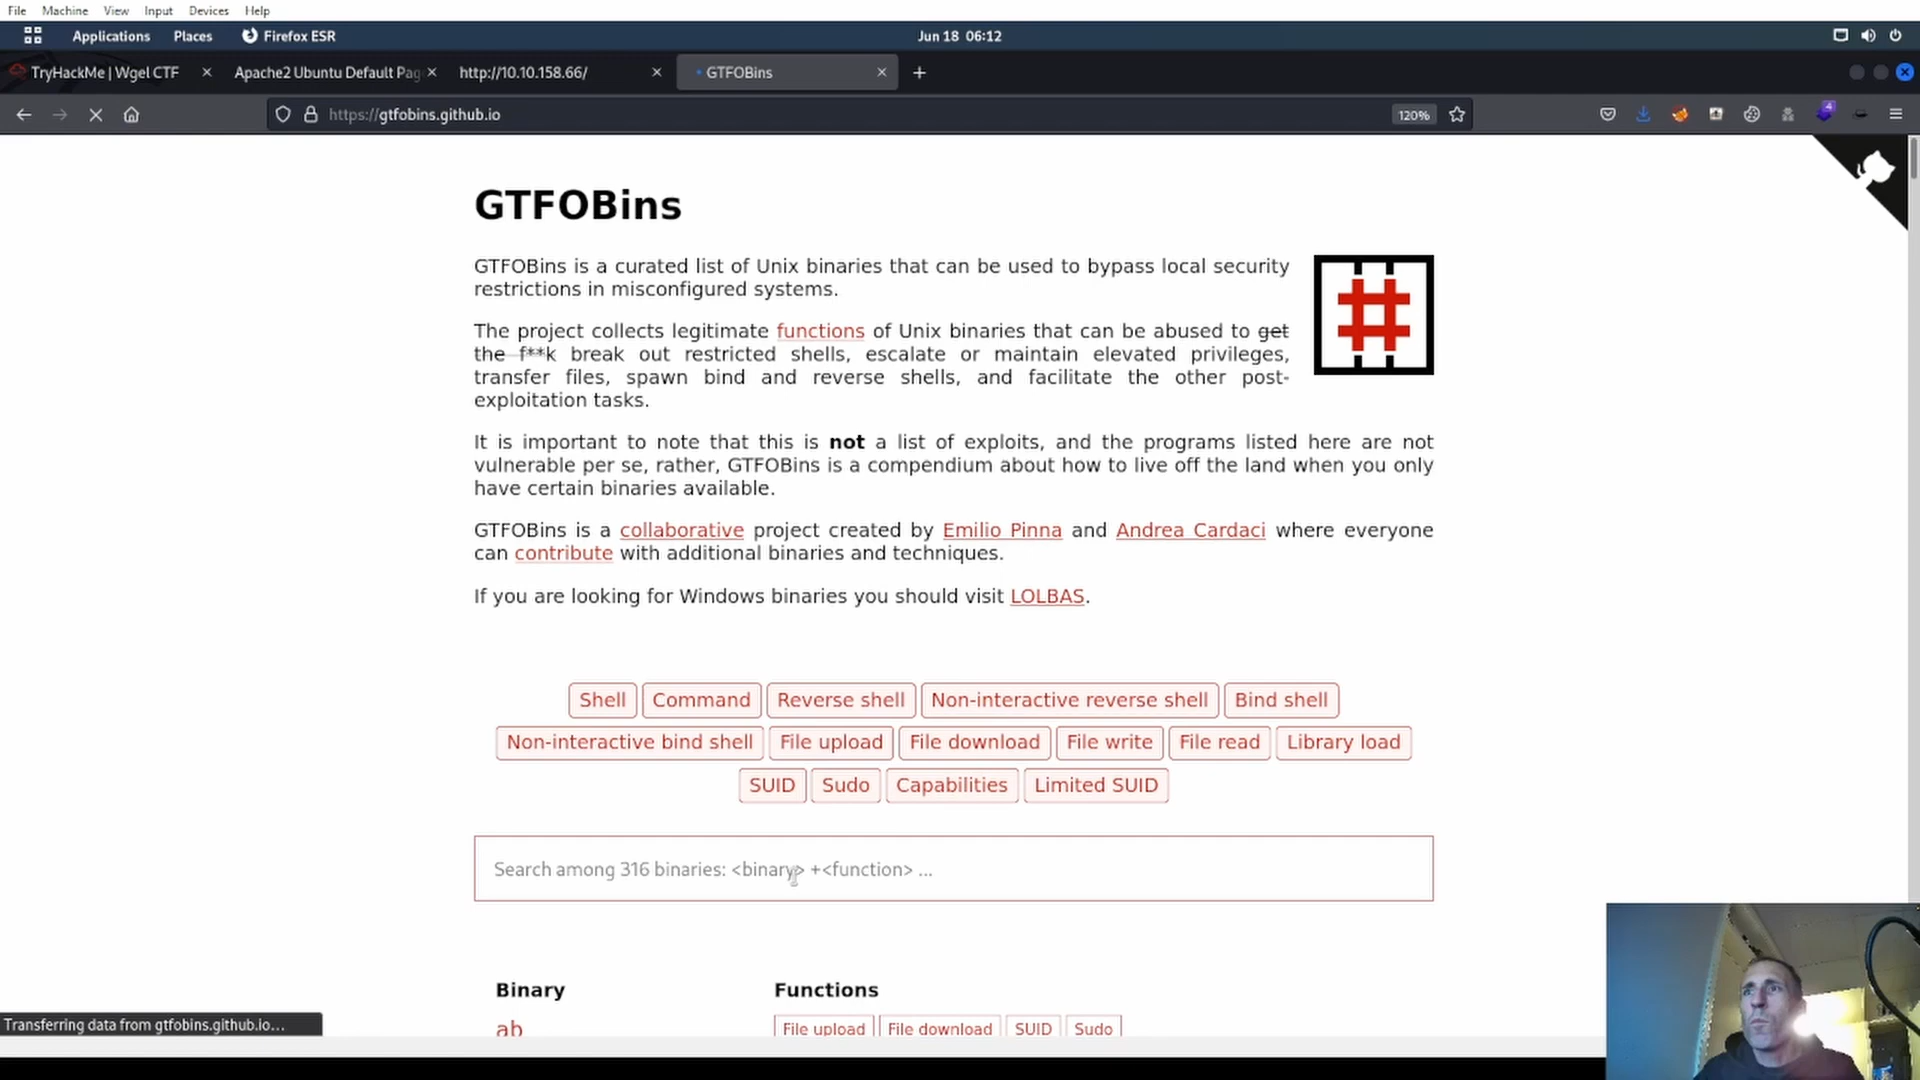 File Machine View Input Devices Help
Applications Places Firefox ESR Jun 18 06:12
TryHackMe | Wgel CTF Apache2 Ubuntu Default Pag http://10.10.158.66/ GTFOBins
https://gtfobins.github.io 120% 4
GTFOBins
GTFOBins is a curated list of Unix binaries that can be used to bypass local security
restrictions in misconfigured systems.
The project collects legitimate functions of Unix binaries that can be abused to get
the f**k break out restricted shells, escalate or maintain elevated privileges,
transfer files, spawn bind and reverse shells, and facilitate the other post-
exploitation tasks.
It is important to note that this is not a list of exploits, and the programs listed here are not
vulnerable per se, rather, GTFOBins is a compendium about how to live off the land when you only
have certain binaries available.
GTFOBins is a collaborative project created by Emilio Pinna and Andrea Cardaci where everyone
can contribute with additional binaries and techniques.
If you are looking for Windows binaries you should visit LOLBAS.
Shell Command Reverse shell Non-interactive reverse shell Bind shell
Non-interactive bind shell File upload File download File write File read Library load
SUID Sudo Capabilities Limited SUID
Search among 316 binaries: <binary> +<function> ...
Binary Functions
ab File upload File download SUID Sudo
Transferring data from gtfobins.github.io...